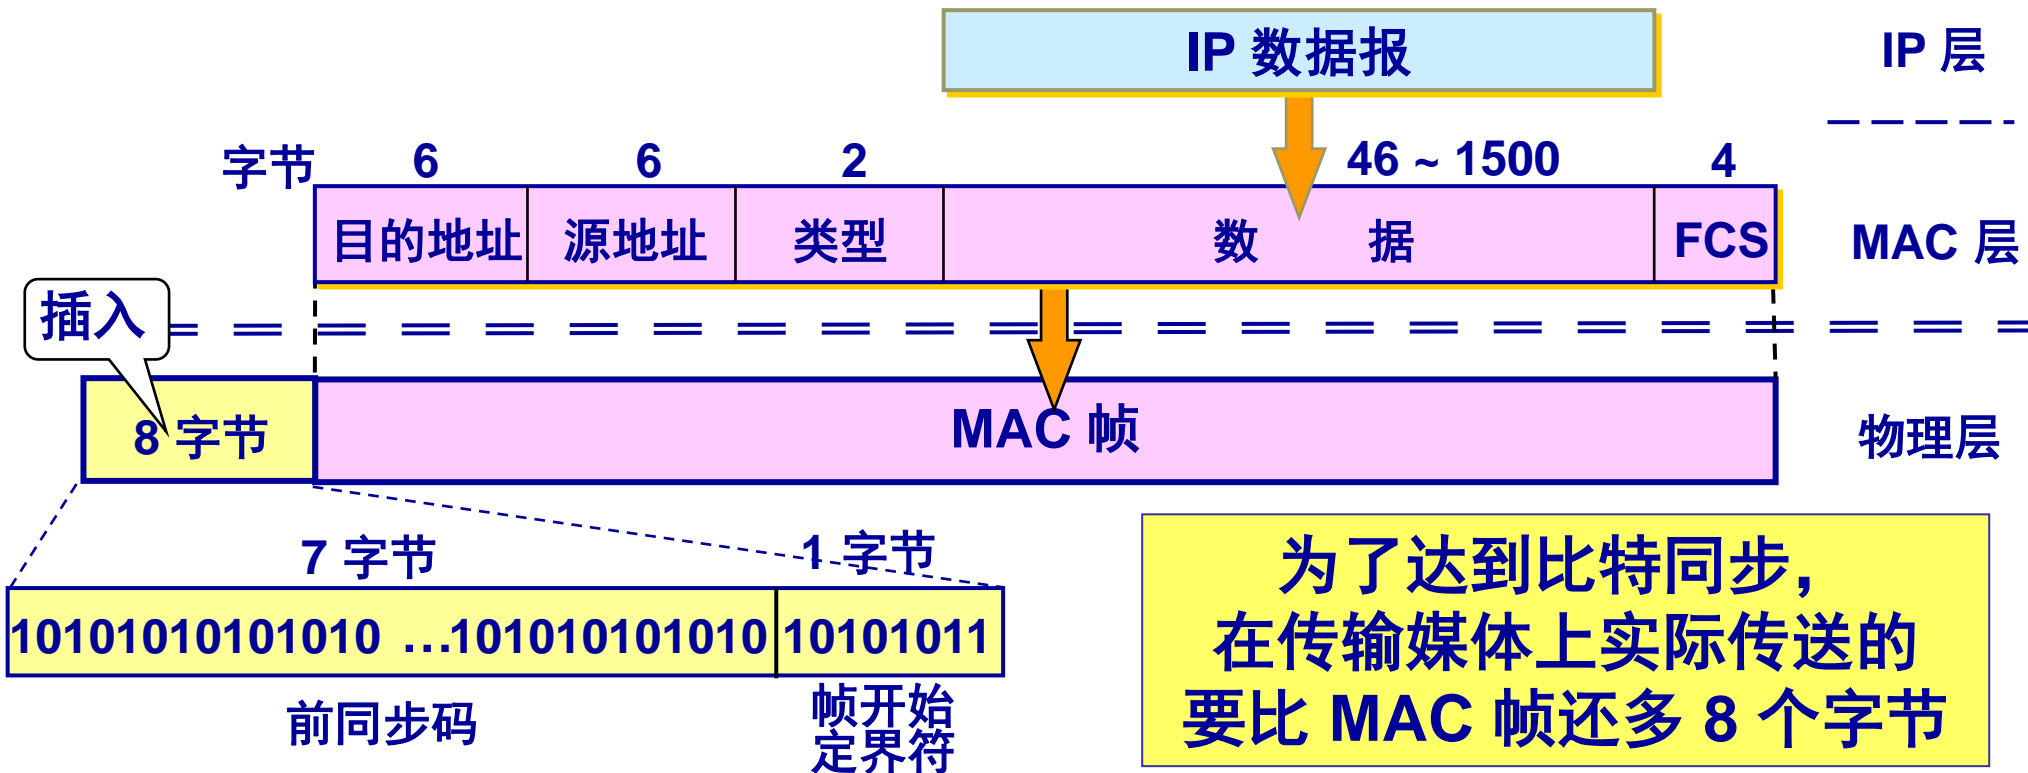 IP 数据报
IP 层
字节 6 6 2 46 ~ 1500 4
目的地址 源地址 类型 数 据 FCS
MAC 层
插入
8 字节
MAC 帧
物理层
7 字节 1 字节
10101010101010 …101010101010 10101011
前同步码
帧开始
定界符
为了达到比特同步，
在传输媒体上实际传送的
要比 MAC 帧还多 8 个字节